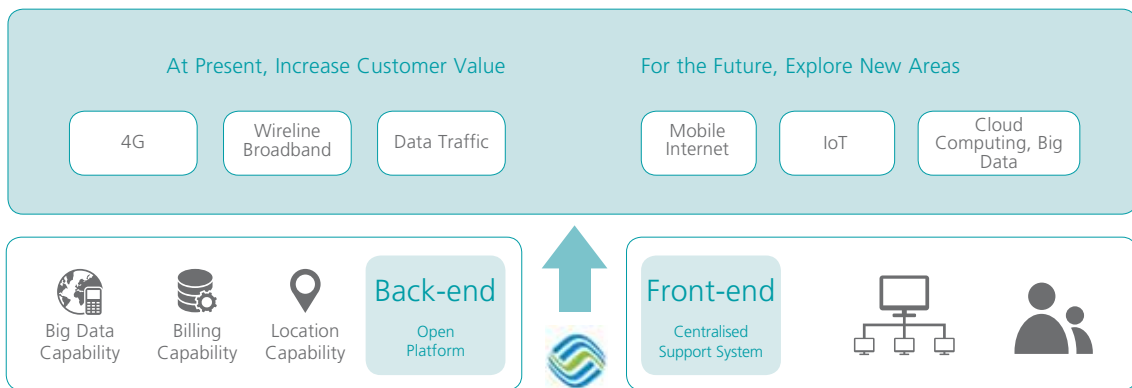 At Present, Increase Customer Value
For the Future, Explore New Areas
4G
Wireline
Broadband
Data Traffic
Mobile
Internet
IoT
Cloud
Computing, Big
Data
Big Data
Capability
Billing
Capability
Location
Capability
Back-end
Open
Platform
Front-end
Centralised
Support System